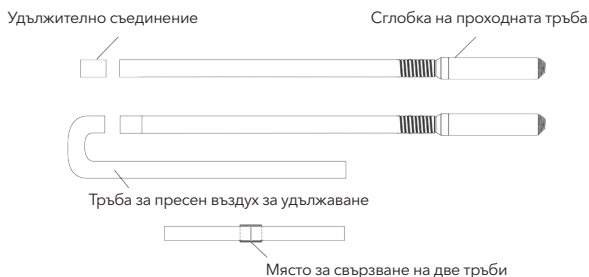 Удължително съединение
Сглобка на проходната тръба
Тръба за пресен въздух за удължаване
Място за свързване на две тръби